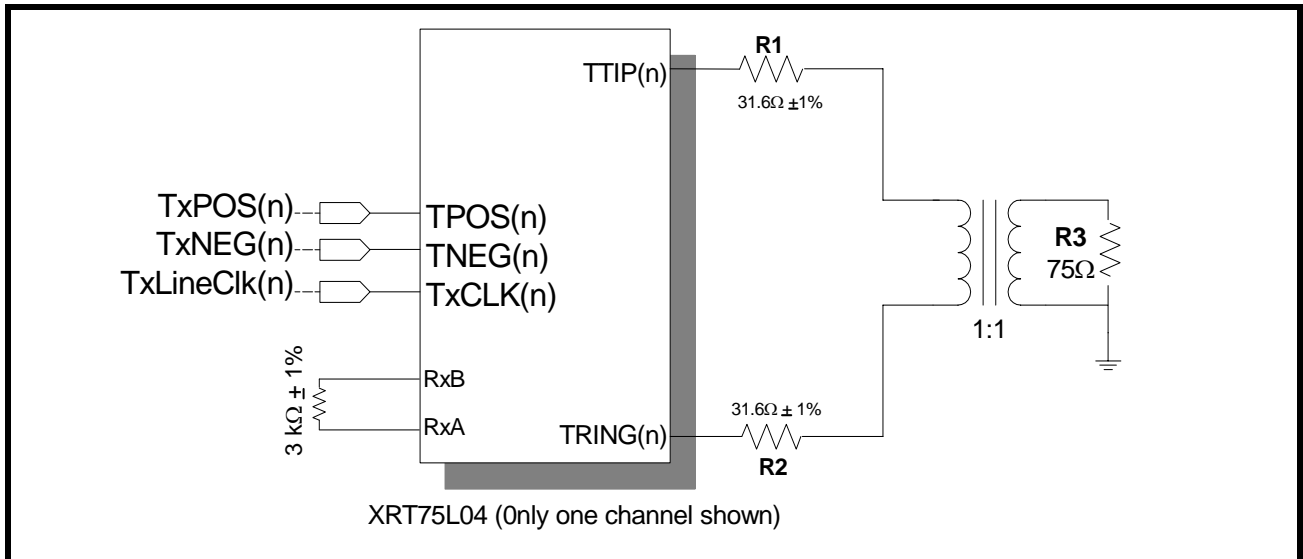 R1
TTIP(n)
31.6Ω ±1%
TxPOS(n)
TPOS(n)
TxNEG(n)
TNEG(n)
TxLineClk(n)
TxCLK(n)
R3
75Ω
1:1
3 kΩ ± 1%
RxB
RxA
31.6Ω ± 1%
TRING(n)
R2
XRT75L04 (0nly one channel shown)